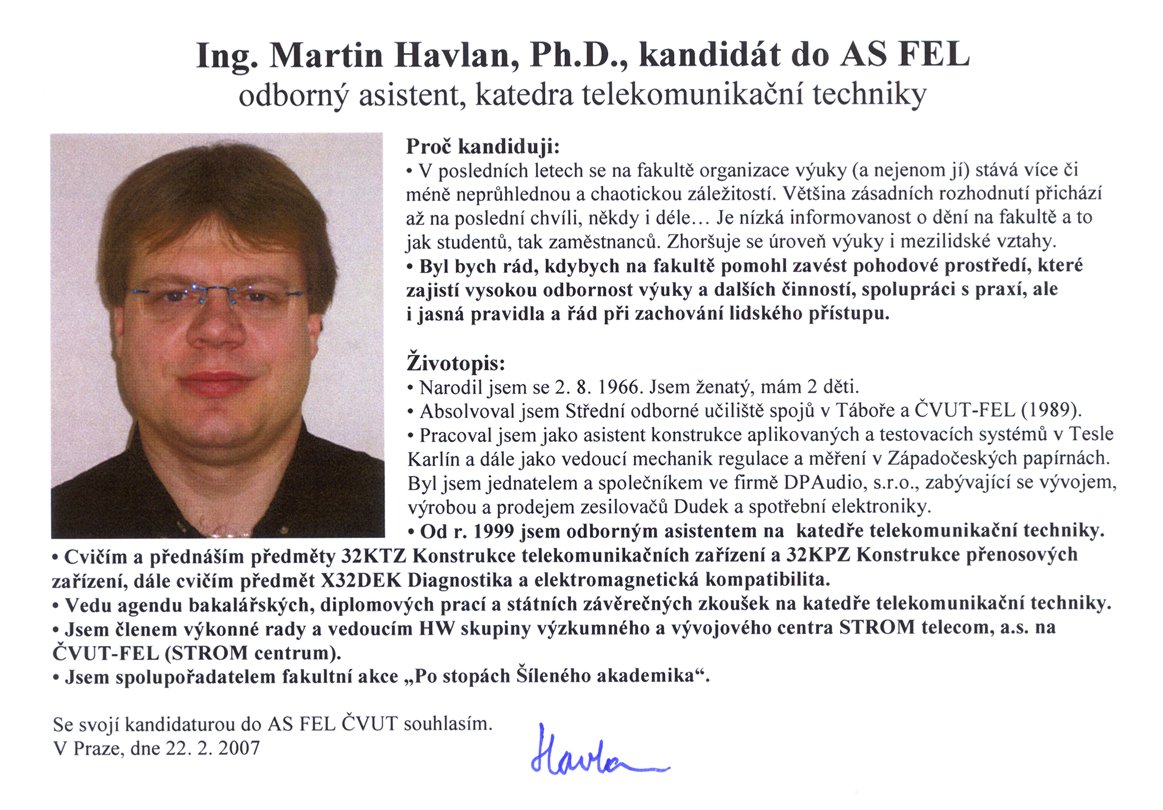 Ing. Martin Havlan, Ph.D., kandidát do AS FEL
odborný asistent, katedra telekomunikační techniky
Proč kandiduji:
• V posledních letech se na fakultě organizace výuky (a nejenom jí) stává více či
méně neprůhlednou a chaotickou záležitostí. Většina zásadních rozhodnutí přichází
až na poslední chvíli, někdy i déle… Je nízká informovanost o dění na fakultě a to
jak studentů, tak zaměstnanců. Zhoršuje se úroveň výuky i mezilidské vztahy.
• Byl bych rád, kdybych na fakultě pomohl zavést pohodové prostředí, které
zajistí vysokou odbornost výuky a dalších činností, spolupráci s praxí, ale
i jasná pravidla a řád při zachování lidského přístupu.
Životopis:
• Narodil jsem se 2. 8. 1966. Jsem ženatý, mám 2 děti.
• Absolvoval jsem Střední odborné učiliště spojů v Táboře a ČVUT-FEL (1989).
• Pracoval jsem jako asistent konstrukce aplikovaných a testovacích systémů v Tesle
Karlín a dále jako vedoucí mechanik regulace a měření v Západočeských papírnách.
Byl jsem jednatelem a společníkem ve firmě DPAudio, s.r.o., zabývající se vývojem,
výrobou a prodejem zesilovačů Dudek a spotřební elektroniky.
• Od r. 1999 jsem odborným asistentem na katedře telekomunikační techniky.
• Cvičím a přednáším předměty 32KTZ Konstrukce telekomunikačních zařízení a 32KPZ Konstrukce přenosových
zařízení, dále cvičím předmět X32DEK Diagnostika a elektromagnetická kompatibilita.
• Vedu agendu bakalářských, diplomových prací a státních závěrečných zkoušek na katedře telekomunikační techniky.
• Jsem členem výkonné rady a vedoucím HW skupiny výzkumného a vývojového centra STROM telecom, a.s. na
ČVUT-FEL (STROM centrum).
• Jsem spolupořadatelem fakultní akce „Po stopách Šíleného akademika“.
Se svojí kandidaturou do AS FEL ČVUT souhlasím.
V Praze, dne 22. 2. 2007
Havlan